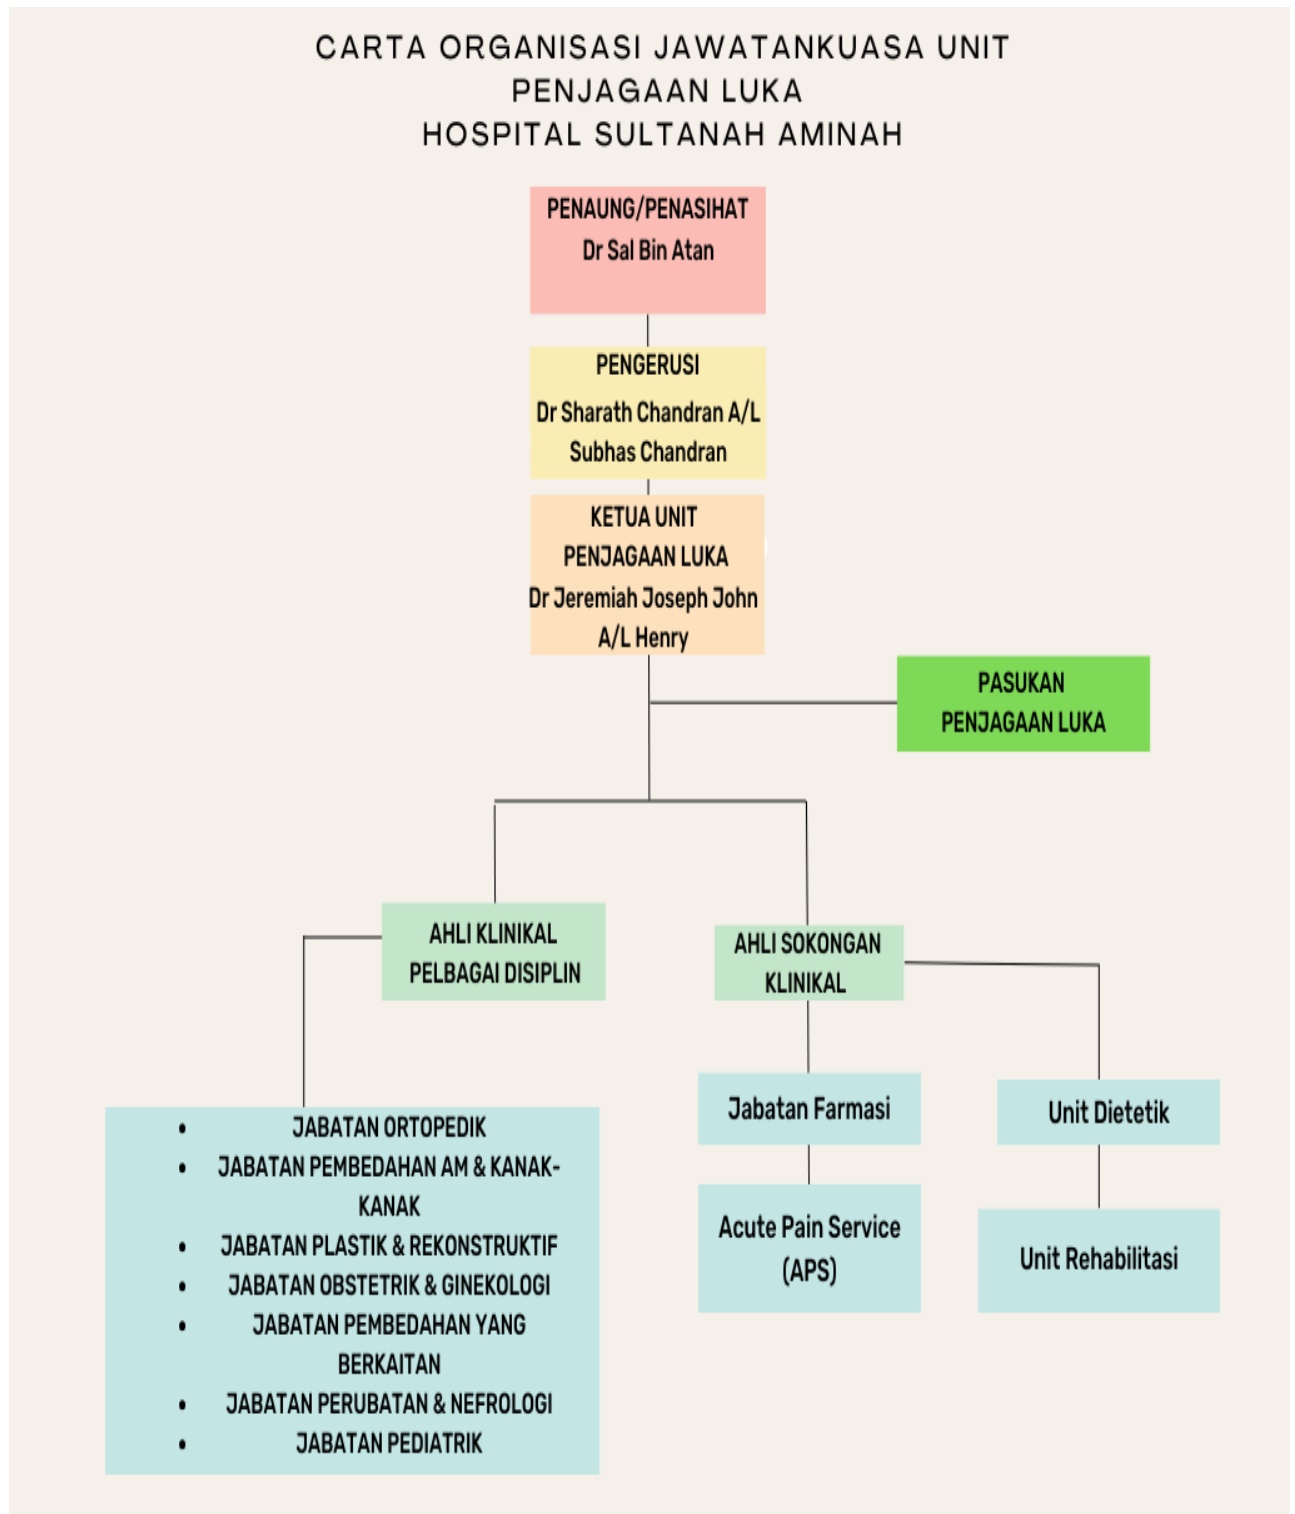 CARTA ORGANISASI JAWATANKUASA UNIT
PENJAGAAN LUKA
HOSPITAL SULTANAH AMINAH
PENAUNG/PENASIHAT
Dr Sal Bin Atan
PENGERUSI
Dr Sharath Chandran A/L
Subhas Chandran
KETUA UNIT
PENJAGAAN LUKA
Dr Jeremiah Joseph John
A/L Henry
PASUKAN
PENJAGAAN LUKA
AHLI KLINIKAL
PELBAGAI DISIPLIN
AHLI SOKONGAN
KLINIKAL
• JABATAN ORTOPEDIK
• JABATAN PEMBEDAHAN AM & KANAK-
KANAK
• JABATAN PLASTIK & REKONSTRUKTIF
• JABATAN OBSTETRIK & GINEKOLOGI
• JABATAN PEMBEDAHAN YANG
BERKAITAN
• JABATAN PERUBATAN & NEFROLOGI
• JABATAN PEDIATRIK
Jabatan Farmasi
Acute Pain Service
(APS)
Unit Dietetik
Unit Rehabilitasi